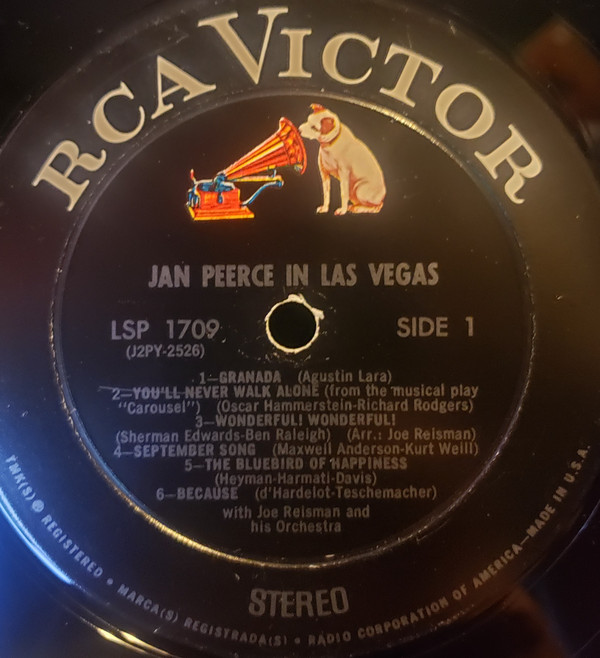 RCA VICTOR
JAN PEERCE IN LAS VEGAS
LSP 1709 SIDE 1
(J2PY-2526)
1—GRANADA (Agustin Lara)
2—YOU'LL NEVER WALK ALONE (from the musical play
"Carousel") (Oscar Hammerstein-Richard Rodgers)
3—WONDERFUL! WONDERFUL!
(Sherman Edwards-Ben Raleigh) (Arr.: Joe Reisman)
4—SEPTEMBER SONG (Maxwell Anderson-Kurt Weill)
5—THE BLUEBIRD OF HAPPINESS
(Heyman-Harmati-Davis)
6—BECAUSE (d'Hardelot-Teschemacher)
with Joe Reisman and
his Orchestra
STEREO
TMK(S) ® REGISTERED • MARCA(S) REGISTRADA(S) • RADIO CORPORATION OF AMERICA—MADE IN U.S.A.